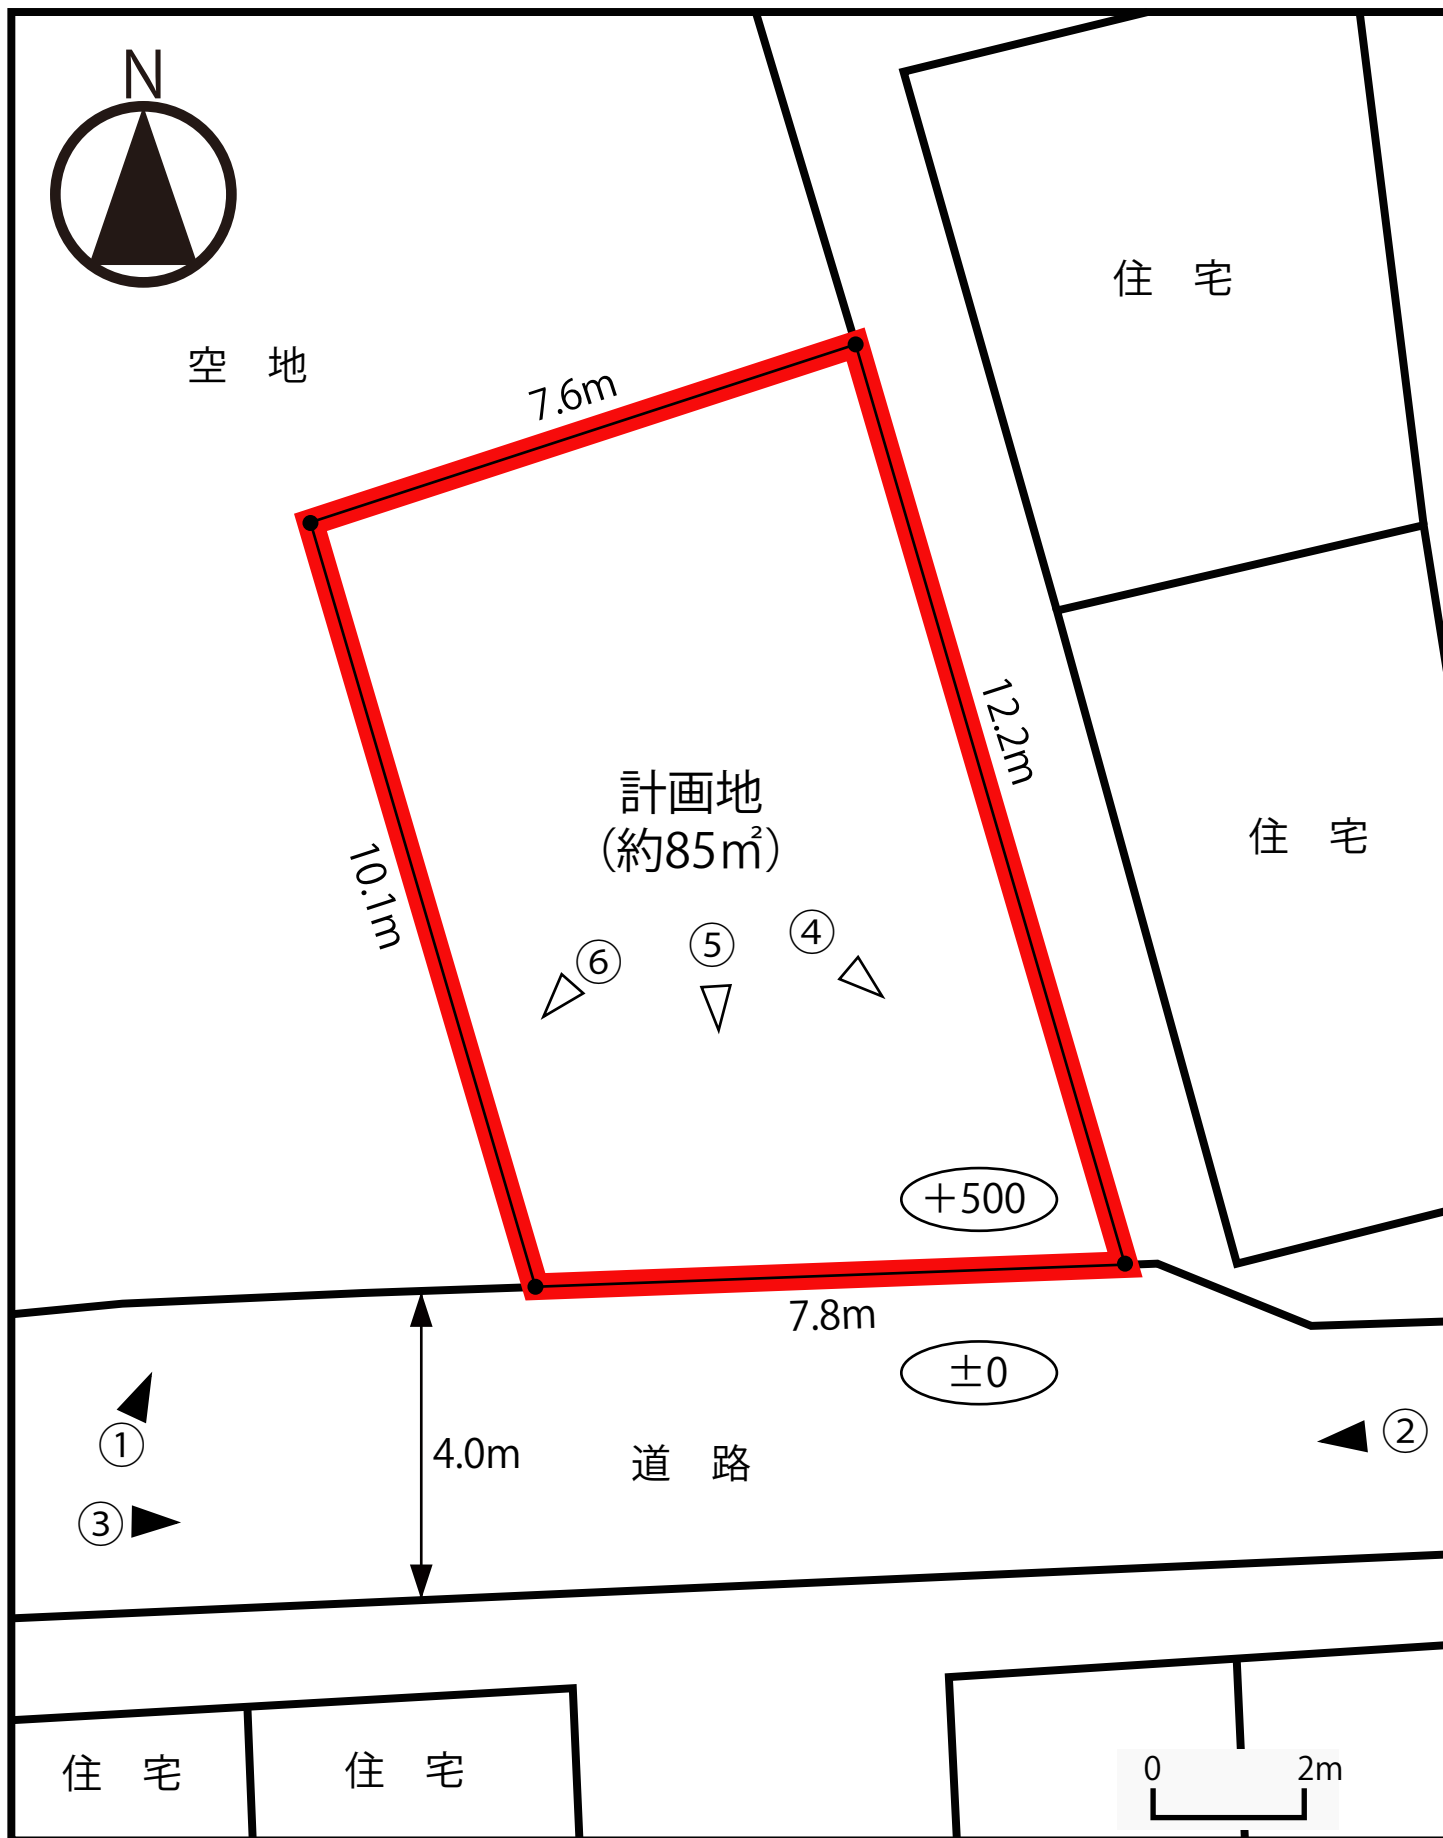 N
住 宅
空 地
7.6m
12.2m
計画地
(約85㎡)
住 宅
10.1m
④
⑤
⑥
+500
7.8m
±0
①
②
4.0m
道 路
③
住 宅
住 宅
0 2m